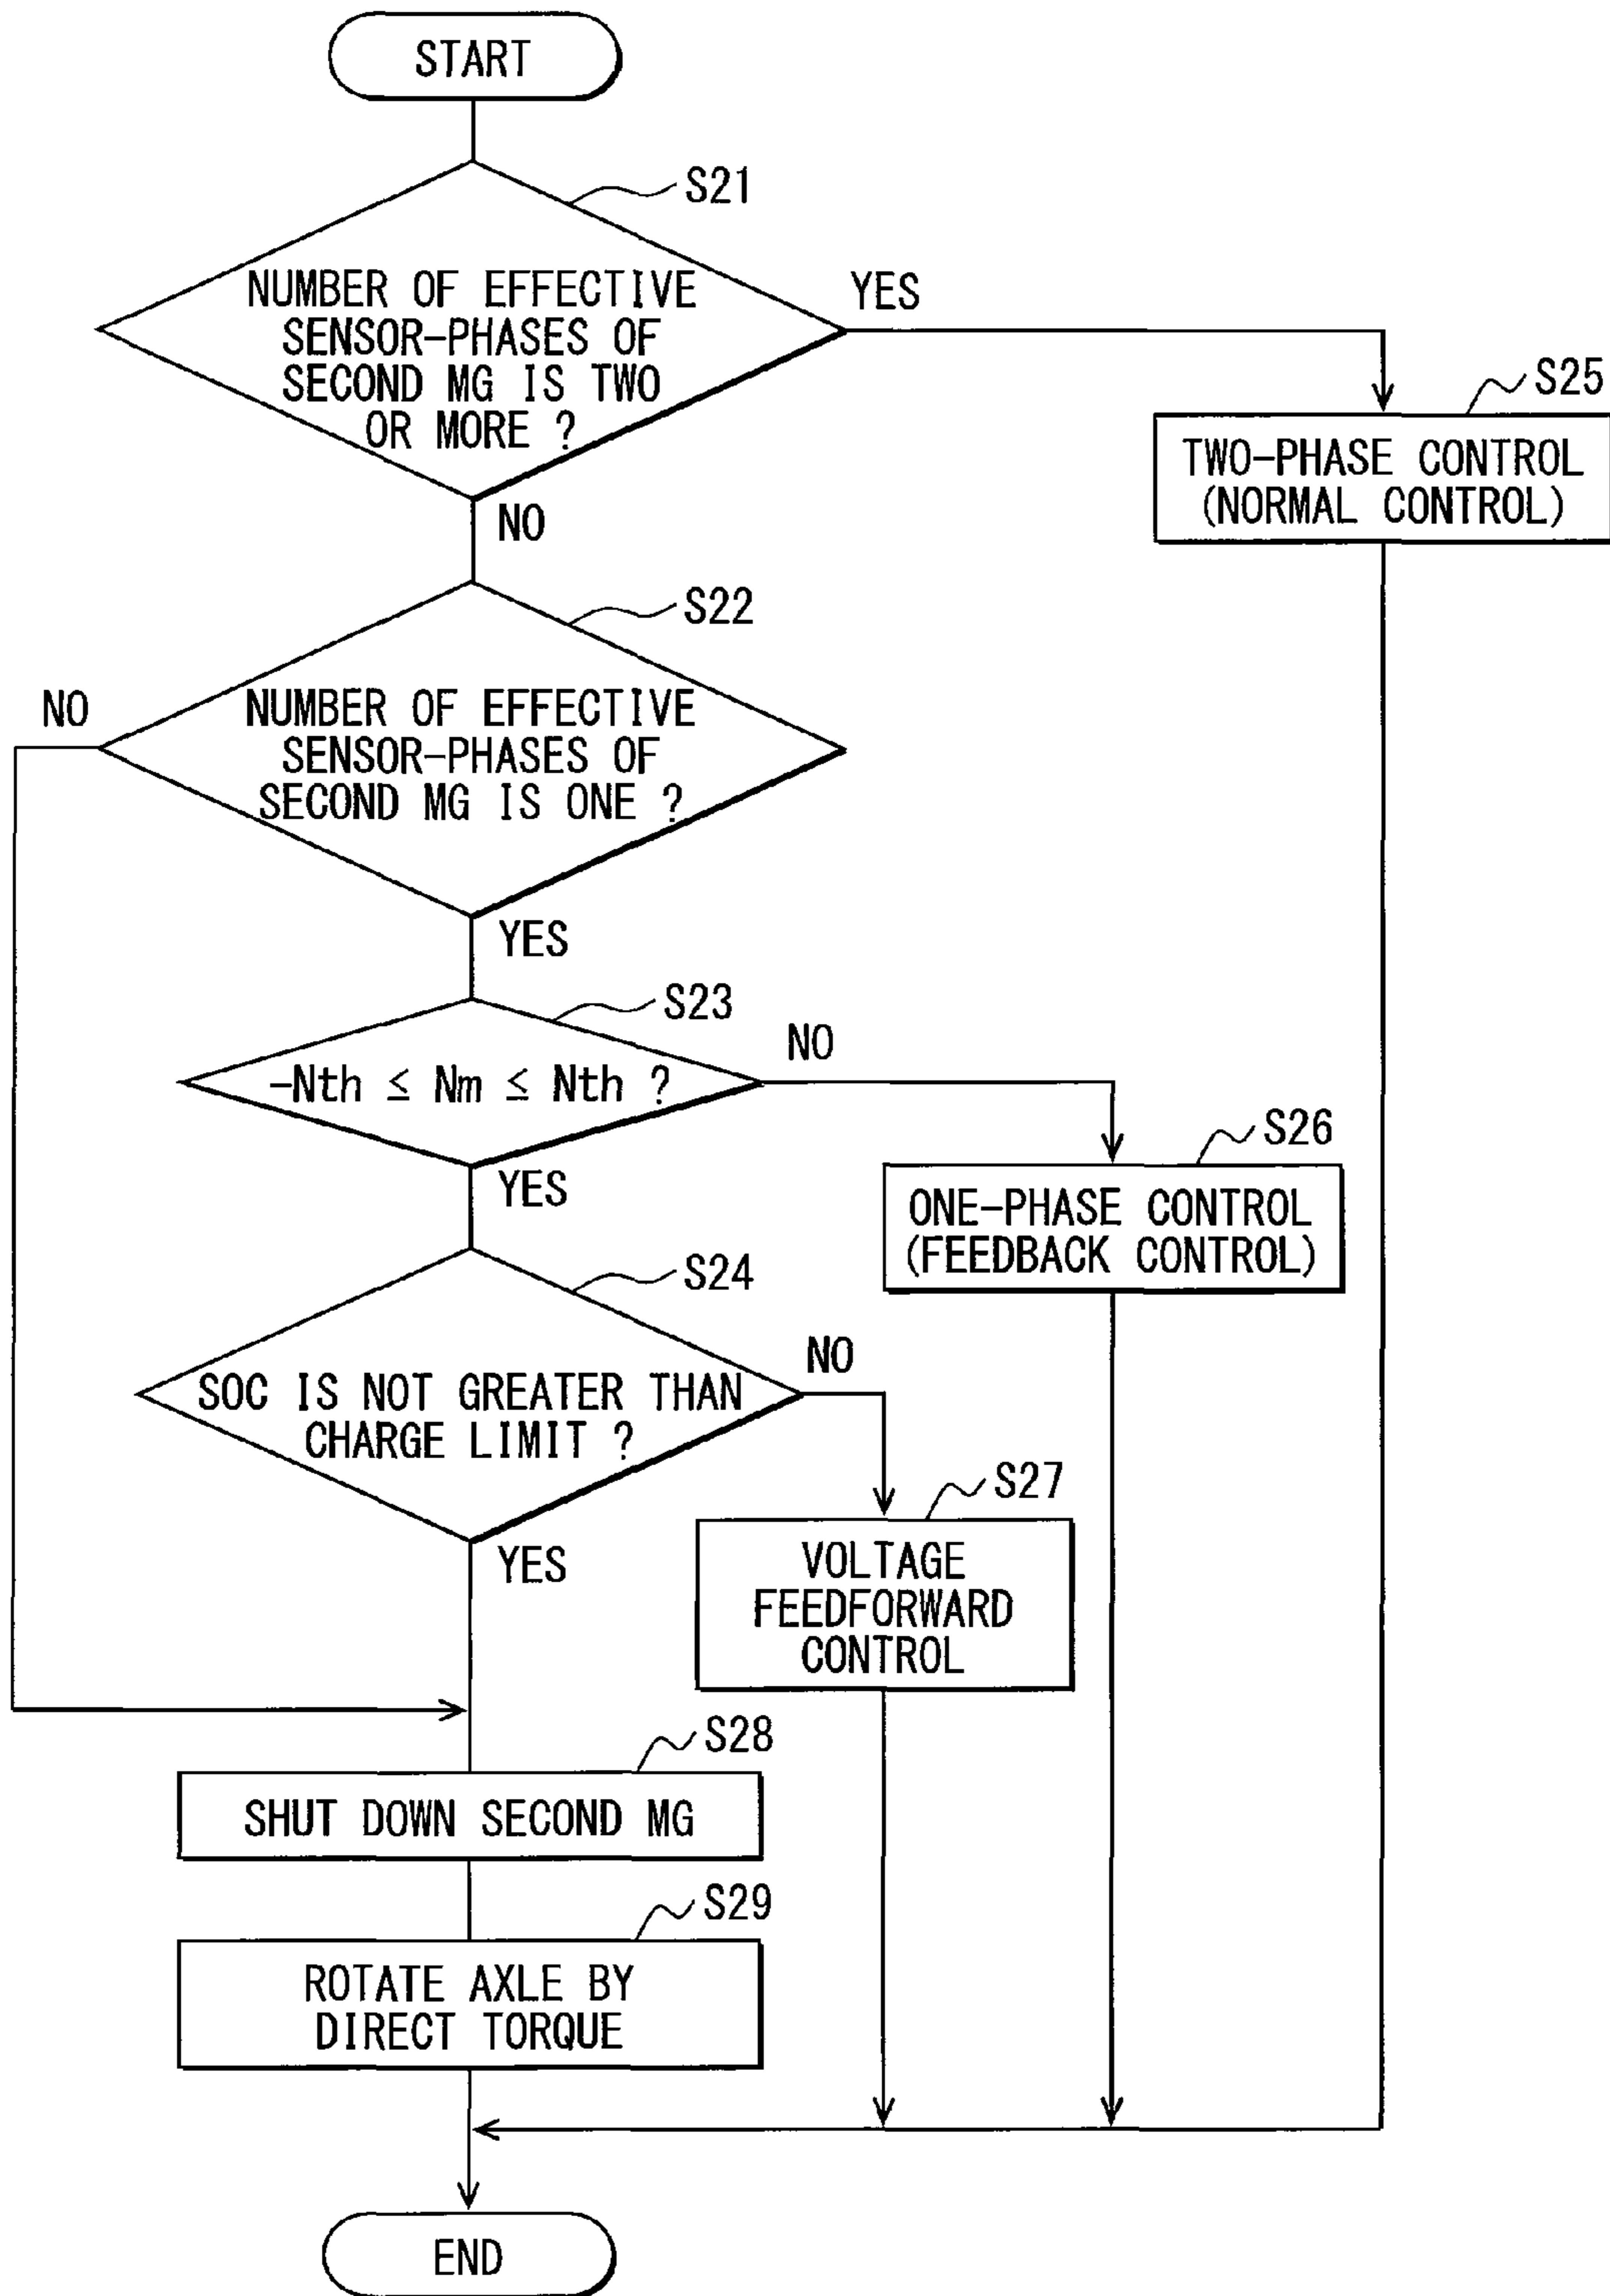 START
S21
NUMBER OF EFFECTIVE
SENSOR-PHASES OF
SECOND MG IS TWO
OR MORE ?
YES
NO
S25
TWO-PHASE CONTROL
(NORMAL CONTROL)
S22
NUMBER OF EFFECTIVE
SENSOR-PHASES OF
SECOND MG IS ONE ?
NO
YES
S23
-Nth ≤ Nm ≤ Nth ?
NO
YES
S26
ONE-PHASE CONTROL
(FEEDBACK CONTROL)
S24
SOC IS NOT GREATER THAN
CHARGE LIMIT ?
NO
YES
S27
VOLTAGE
FEEDFORWARD
CONTROL
S28
SHUT DOWN SECOND MG
S29
ROTATE AXLE BY
DIRECT TORQUE
END